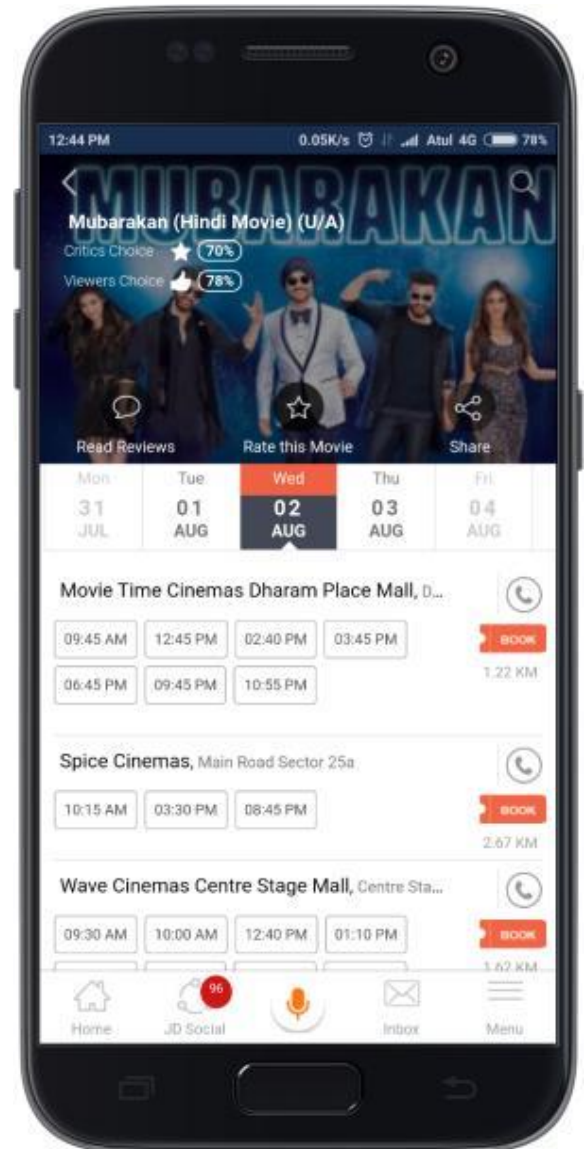 12:44 PM 0.05K/s Atul 4G 78%
MUBARAKAN
Mubarakan (Hindi Movie) (U/A)
Critics Choice 70%
Viewers Choice 78%
Read Reviews Rate this Movie Share
Mon Tue Wed Thu Fri
31 01 02 03 04
JUL AUG AUG AUG AUG
Movie Time Cinemas Dharam Place Mall, D...
09:45 AM 12:45 PM 02:40 PM 03:45 PM BOOK
1.22 KM
06:45 PM 09:45 PM 10:55 PM
Spice Cinemas, Main Road Sector 25a
10:15 AM 03:30 PM 08:45 PM BOOK
2.67 KM
Wave Cinemas Centre Stage Mall, Centre Sta...
09:30 AM 10:00 AM 12:40 PM 01:10 PM BOOK
1.62 KM
96
Home JD Social Inbox Menu